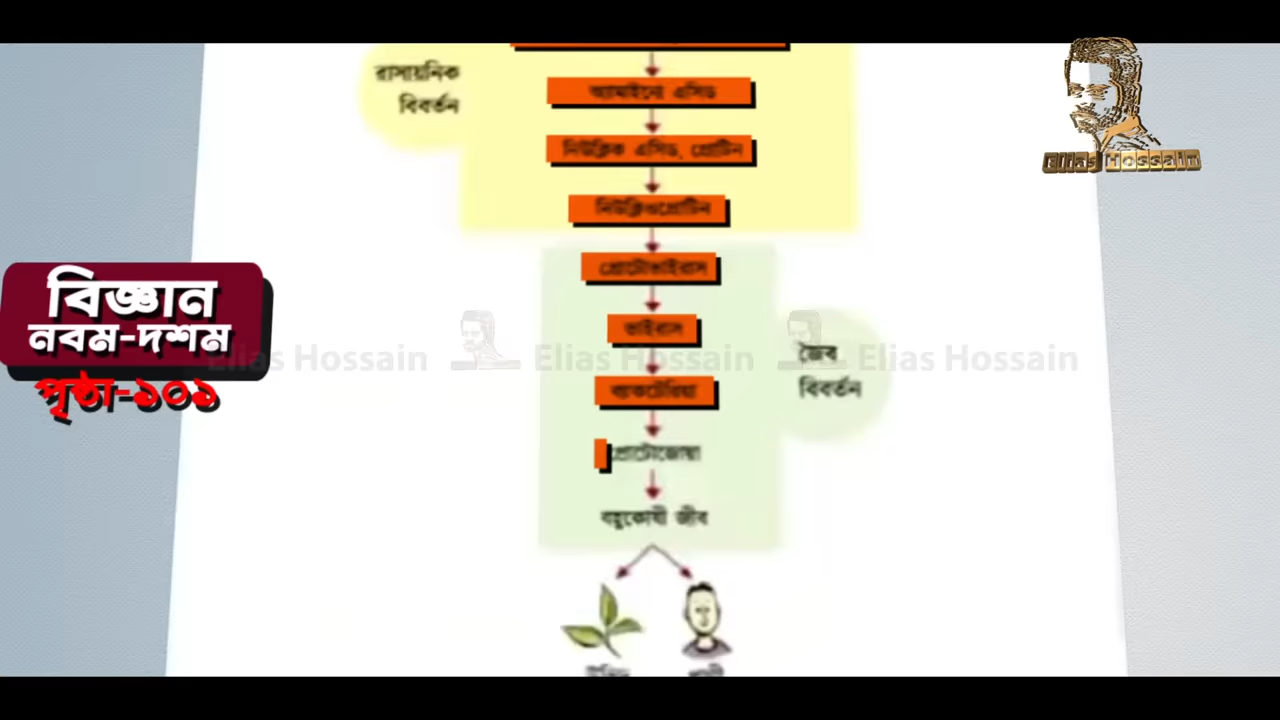 রাসায়নিক
বিবর্তন
অ্যামাইনো এসিড
নিউক্লিক এসিড, প্রোটিন
নিউক্লিওপ্রোটিন
প্রোটোভাইরাস
ভাইরাস
ব্যাকটেরিয়া
প্রোটোজোয়া
বহুকোষী জীব
জৈব
বিবর্তন
বিজ্ঞান
নবম-দশম
পৃষ্ঠা-১০১
Elias Hossain
Elias Hossain Elias Hossain Elias Hossain